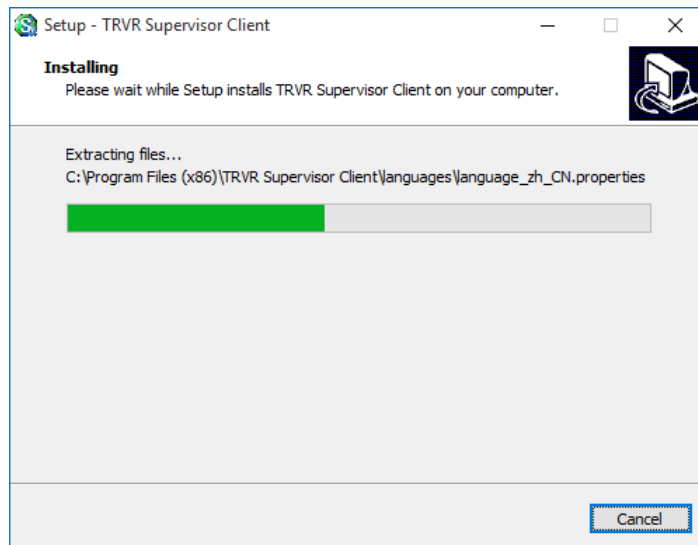 Setup - TRVR Supervisor Client
Installing
Please wait while Setup installs TRVR Supervisor Client on your computer.
Extracting files...
C:\Program Files (x86)\TRVR Supervisor Client\languages\language_zh_CN.properties
Cancel